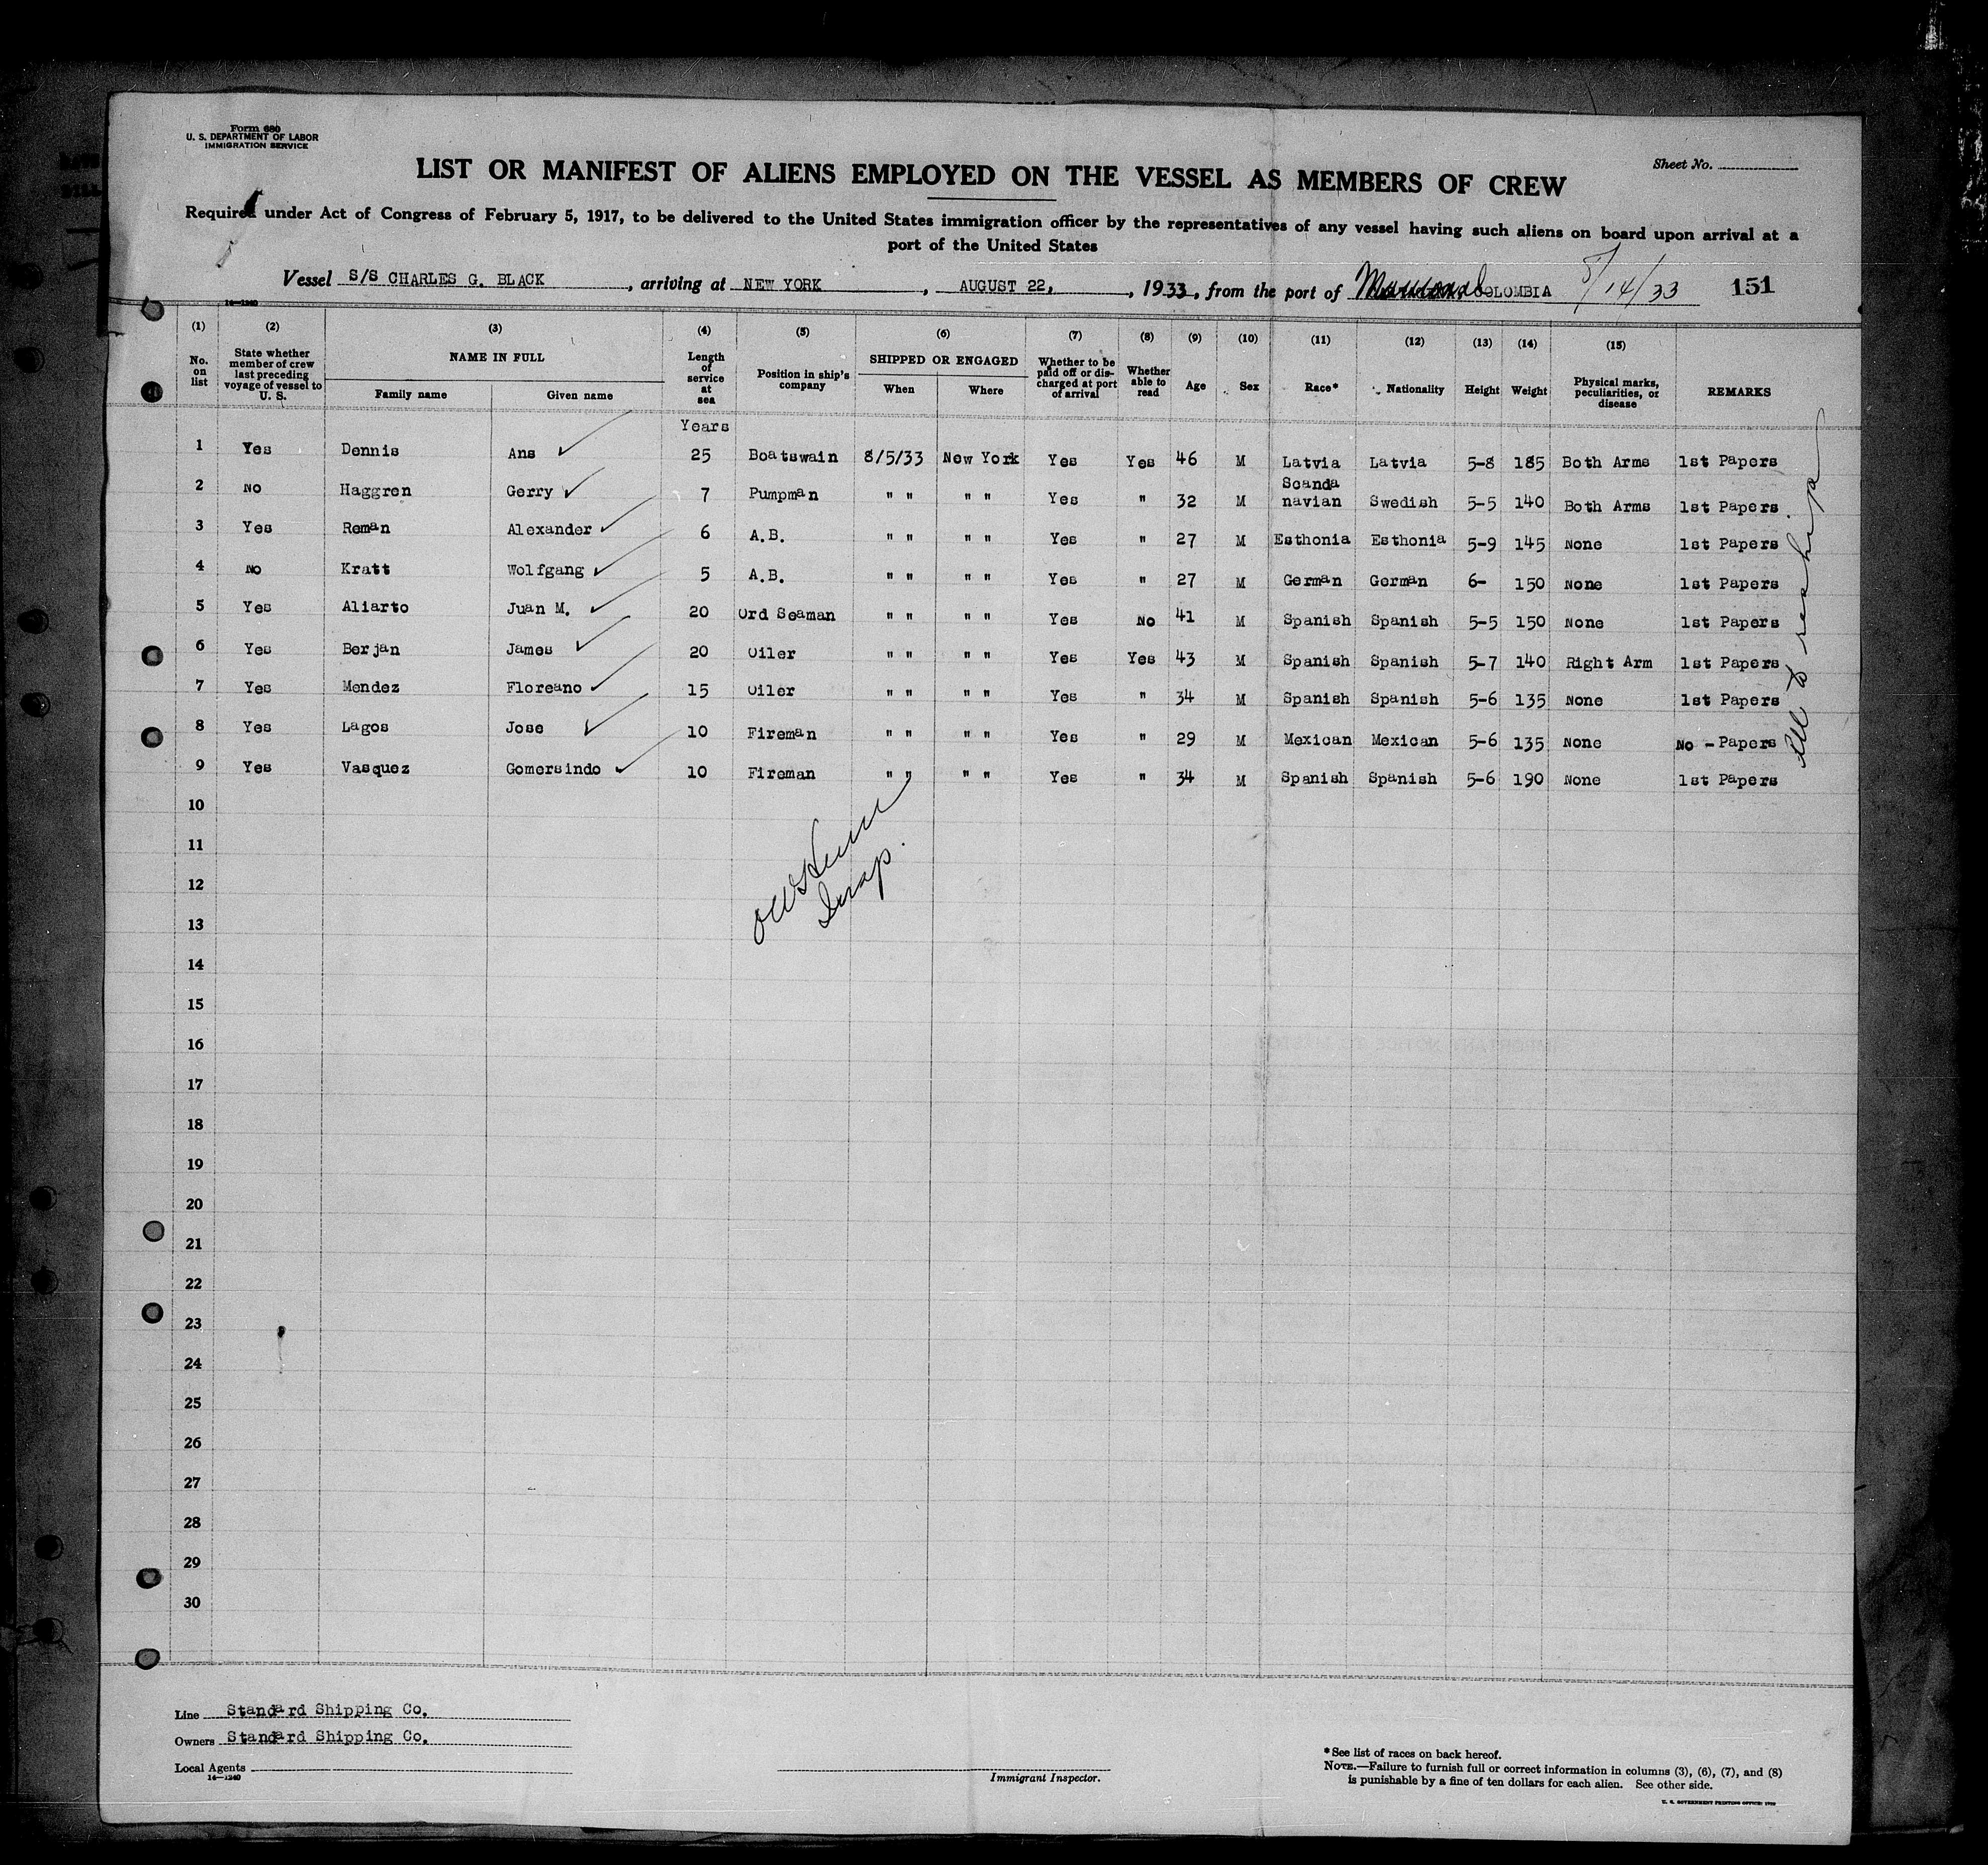 Form 680
U. S. DEPARTMENT OF LABOR
IMMIGRATION SERVICE
Sheet No.
LIST OR MANIFEST OF ALIENS EMPLOYED ON THE VESSEL AS MEMBERS OF CREW
Required under Act of Congress of February 5, 1917, to be delivered to the United States immigration officer by the representatives of any vessel having such aliens on board upon arrival at a
port of the United States
Vessel S/S CHARLES G. BLACK, arriving at NEW YORK, AUGUST 22, 1933, from the port of COLOMBIA 8/14/33 151
14-1240
(1) (2) (3) (4) (5) (6) (7) (8) (9) (10) (11) (12) (13) (14) (15)
No. on list State whether member of crew last preceding voyage of vessel to U. S. NAME IN FULL Family name Given name Length of service at sea Position in ship's company SHIPPED OR ENGAGED When Where Whether to be paid off or discharged at port of arrival Whether able to read Age Sex Race* Nationality Height Weight Physical marks, peculiarities, or disease REMARKS
Years
1 Yes Dennis Ans 25 Boatswain 8/5/33 New York Yes Yes 46 M Latvia Latvia 5-8 185 Both Arms 1st Papers
2 No Haggren Gerry 7 Pumpman " " " " Yes " 32 M Scanda navian Swedish 5-5 140 Both Arms 1st Papers
3 Yes Reman Alexander 6 A.B. " " " " Yes " 27 M Esthonia Esthonia 5-9 145 None 1st Papers
4 No Kratt Wolfgang 5 A.B. " " " " Yes " 27 M German German 6- 150 None 1st Papers
5 Yes Aliarto Juan M. 20 Ord Seaman " " " " Yes No 41 M Spanish Spanish 5-5 150 None 1st Papers
6 Yes Berjan James 20 Oiler " " " " Yes Yes 43 M Spanish Spanish 5-7 140 Right Arm 1st Papers
7 Yes Mendez Floreano 15 Oiler " " " " Yes " 34 M Spanish Spanish 5-6 135 None 1st Papers
8 Yes Lagos Jose 10 Fireman " " " " Yes " 29 M Mexican Mexican 5-6 135 None No - Papers
9 Yes Vasquez Gomersindo 10 Fireman " " " " Yes " 34 M Spanish Spanish 5-6 190 None 1st Papers
All to reship
10
11
12
13
14
15
16
17
18
19
20
21
22
23
24
25
26
27
28
29
30
Line Standard Shipping Co.
Owners Standard Shipping Co.
Local Agents
14-1240
Immigrant Inspector.
*See list of races on back hereof.
NOTE.—Failure to furnish full or correct information in columns (3), (6), (7), and (8)
is punishable by a fine of ten dollars for each alien. See other side.